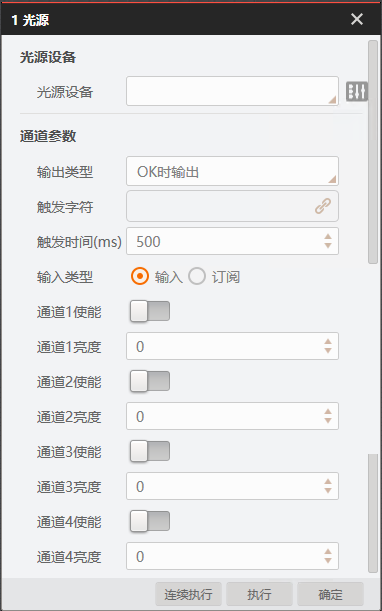 1 光源
光源设备
光源设备
通道参数
输出类型 OK时输出
触发字符
触发时间(ms) 500
输入类型 输入 订阅
通道1使能
通道1亮度 0
通道2使能
通道2亮度 0
通道3使能
通道3亮度 0
通道4使能
通道4亮度 0
连续执行 执行 确定